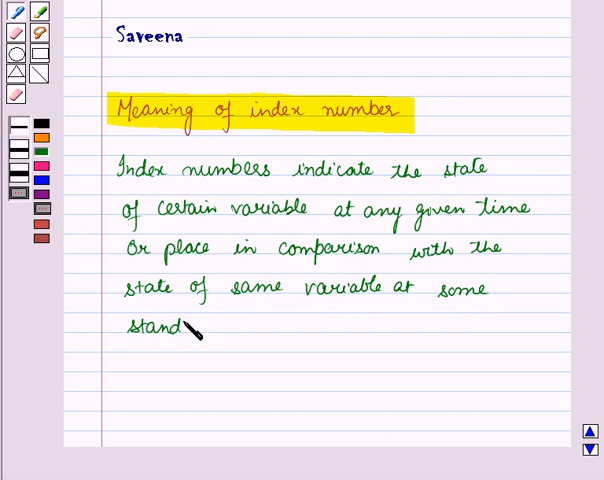 Saveena
Meaning of index number
Index numbers indicate the state
of certain variable at any given time
or place in comparison with the
state of same variable at some
stand